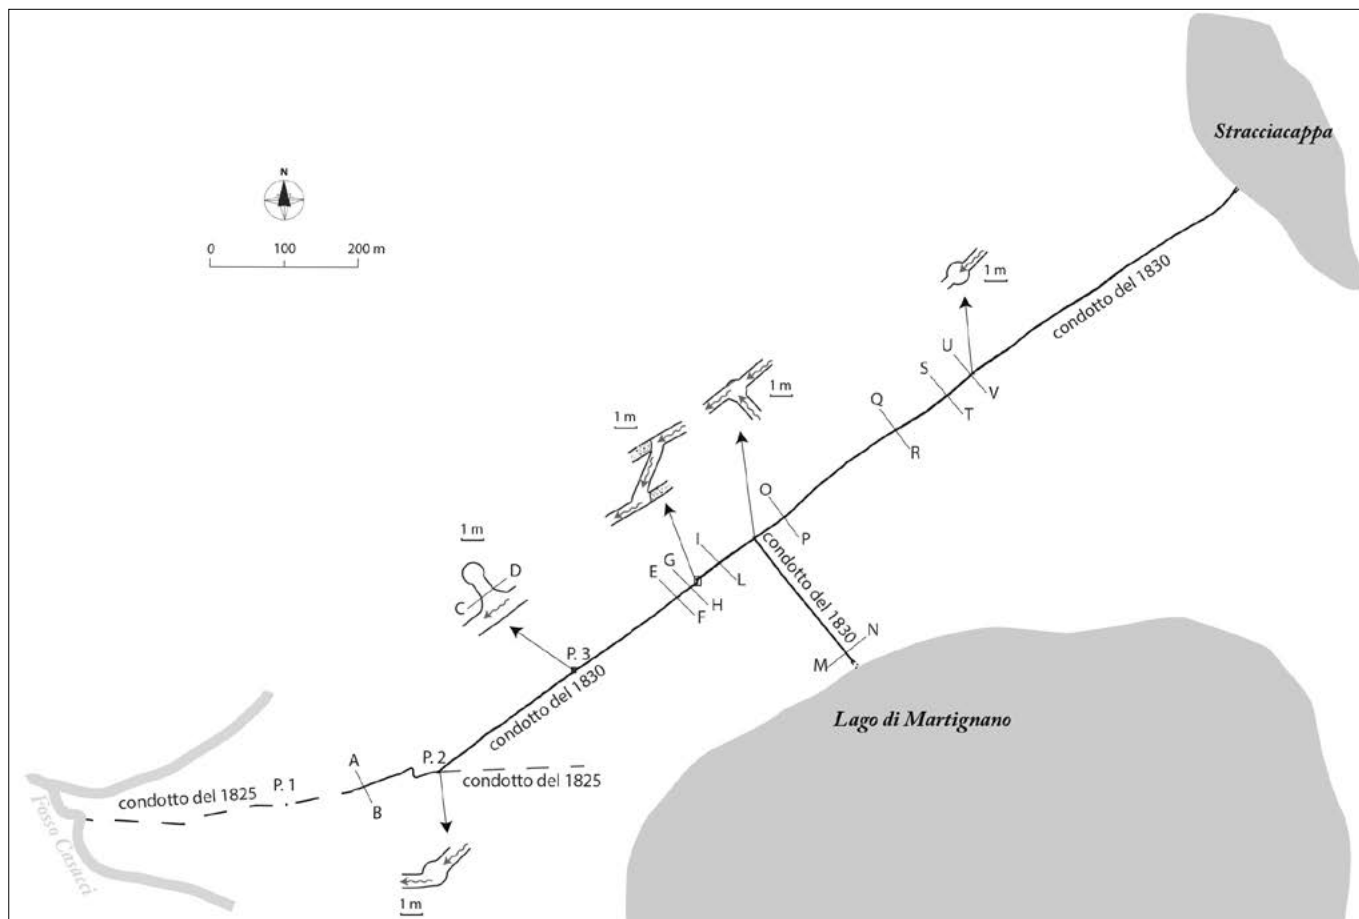 Stracciacappa
N
0 100 200 m
1 m
condotto del 1830
U
V
S
T
1 m
Q
R
1 m
O
P
condotto del 1830
I
L
G
H
E
F
1 m
D
C
N
M
P. 3
condotto del 1830
Lago di Martignano
P. 2
condotto del 1825
A
B
P. 1
condotto del 1825
Fosso Casacci
1 m